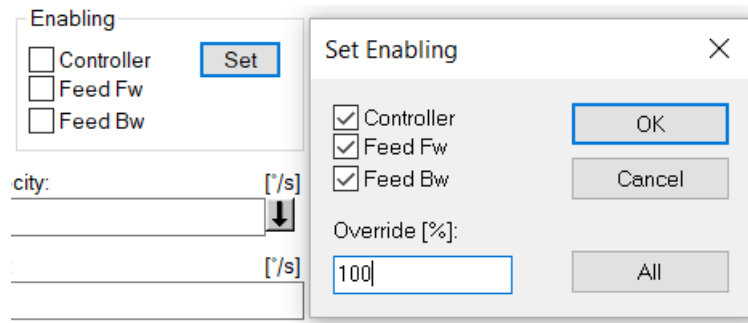 Enabling
Controller
Set
Feed Fw
Feed Bw
city:
[°/s]
[°/s]
Set Enabling
Controller
OK
Feed Fw
Feed Bw
Cancel
Override [%]:
100
All